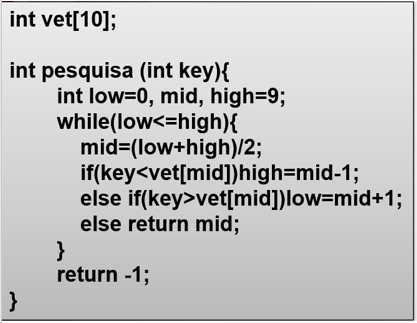 int vet[10];
int pesquisa (int key){
int low=0, mid, high=9;
while(low<=high){
mid=(low+high)/2;
if(key<vet[mid])high=mid-1;
else if(key>vet[mid])low=mid+1;
else return mid;
}
return -1;
}